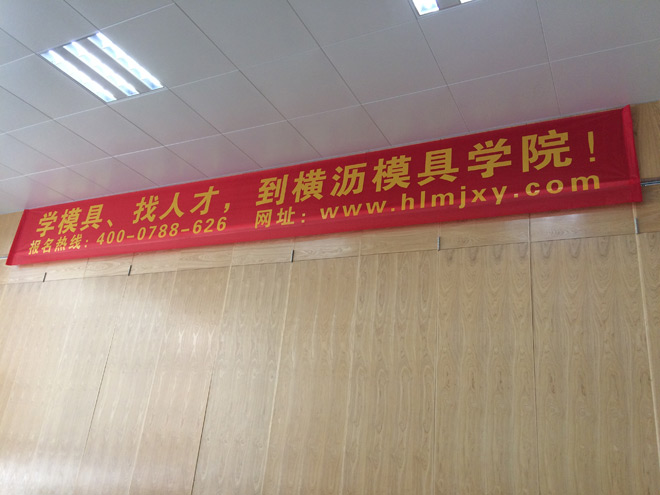 学模具、找人才，到横沥模具学院！
报名热线：400-0788-626 网址：www.hlmjxy.com